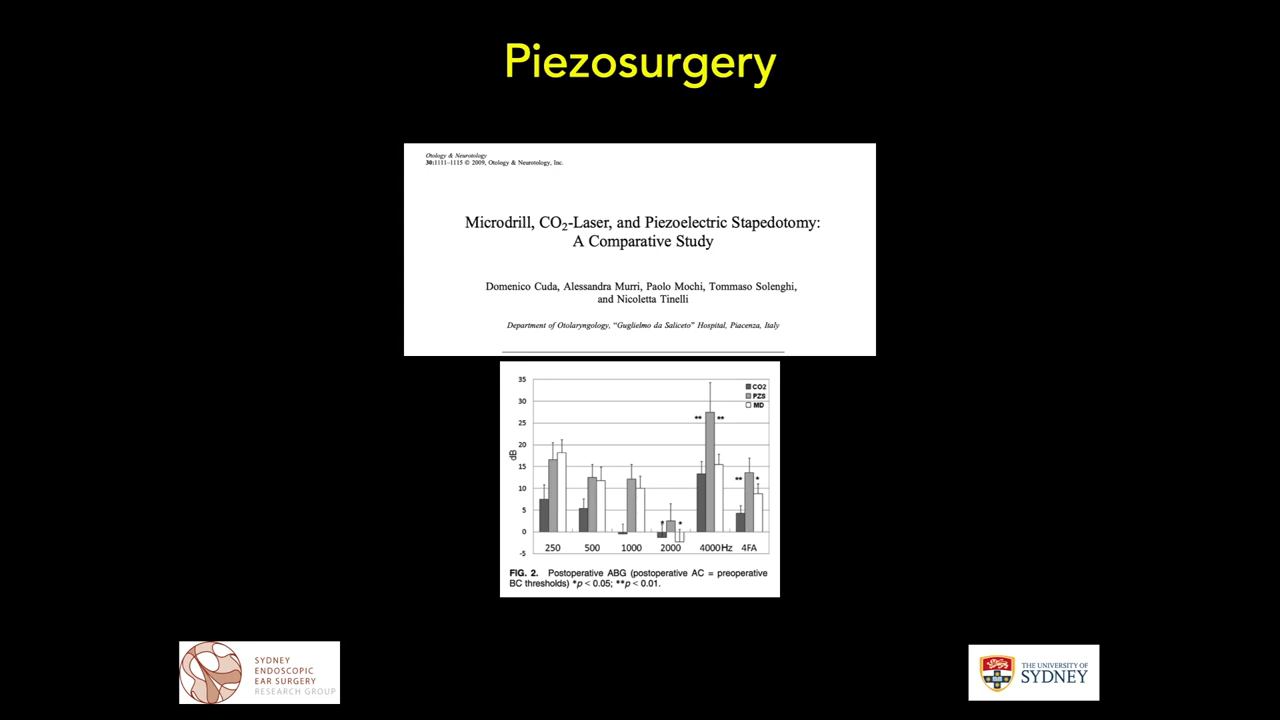 Piezosurgery
Otology & Neurotology
30:1111–1115 © 2009, Otology & Neurotology, Inc.
Microdrill, CO2-Laser, and Piezoelectric Stapedotomy:
A Comparative Study
Domenico Cuda, Alessandra Murri, Paolo Mochi, Tommaso Solenghi,
and Nicoletta Tinelli
Department of Otolaryngology, “Guglielmo da Saliceto” Hospital, Piacenza, Italy
35
30
25
20
15
10
5
0
-5
dB
CO2
PZS
MD
** **
** *
* *
250 500 1000 2000 4000Hz 4FA
FIG. 2. Postoperative ABG (postoperative AC = preoperative
BC thresholds) *p < 0.05; **p < 0.01.
SYDNEY
ENDOSCOPIC
EAR SURGERY
RESEARCH GROUP
THE UNIVERSITY OF
SYDNEY